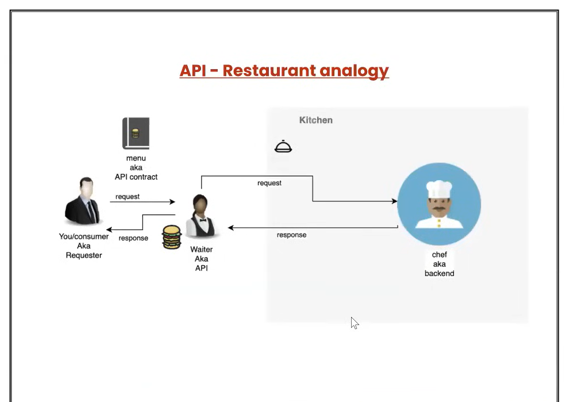 API - Restaurant analogy
Kitchen
menu
aka
API contract
request
request
response
response
You/consumer
Aka
Requester
Waiter
Aka
API
chef
aka
backend